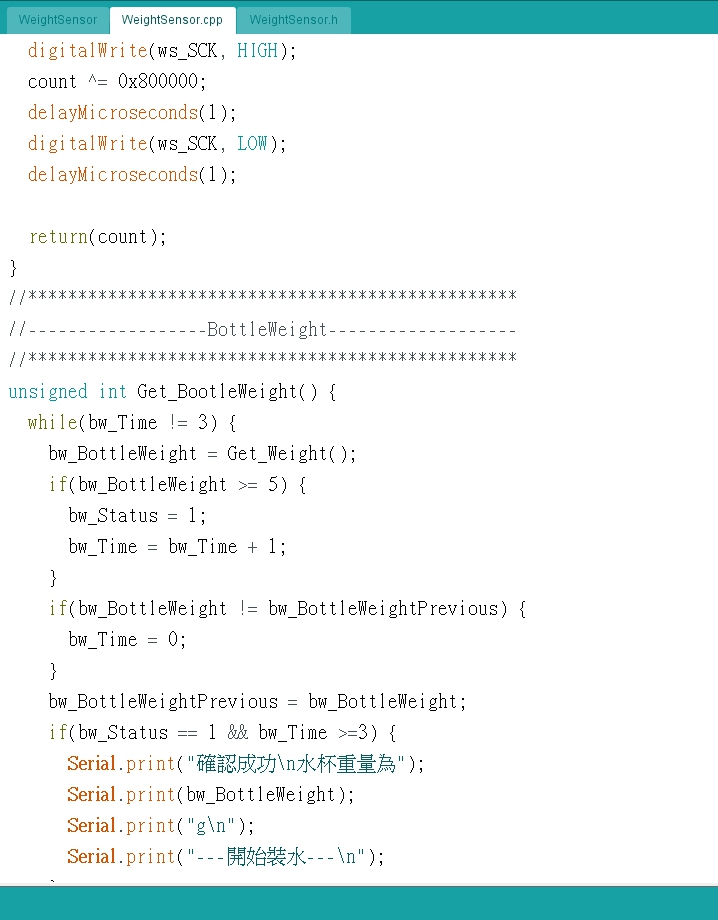 WeightSensor WeightSensor.cpp WeightSensor.h
digitalWrite(ws_SCK, HIGH);
count ^= 0x800000;
delayMicroseconds(1);
digitalWrite(ws_SCK, LOW);
delayMicroseconds(1);
return(count);
}
//*************************************************
//------------------BottleWeight-------------------
//*************************************************
unsigned int Get_BootleWeight() {
while(bw_Time != 3) {
bw_BottleWeight = Get_Weight();
if(bw_BottleWeight >= 5) {
bw_Status = 1;
bw_Time = bw_Time + 1;
}
if(bw_BottleWeight != bw_BottleWeightPrevious) {
bw_Time = 0;
}
bw_BottleWeightPrevious = bw_BottleWeight;
if(bw_Status == 1 && bw_Time >=3) {
Serial.print("確認成功\n水杯重量為");
Serial.print(bw_BottleWeight);
Serial.print("g\n");
Serial.print("---開始裝水---\n");